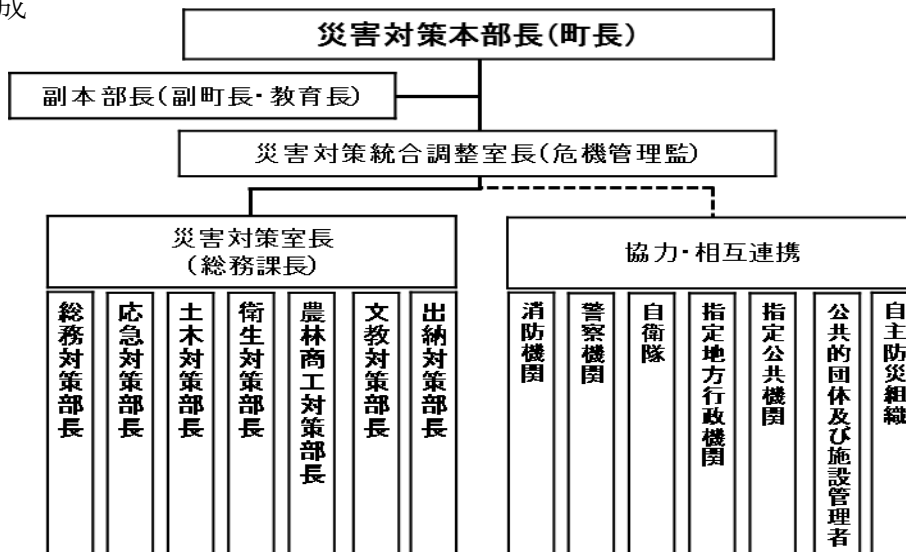 成
災害対策本部長(町長)
副本部長(副町長・教育長)
災害対策統合調整室長(危機管理監)
災害対策室長
(総務課長)
協力・相互連携
総務対策部長
応急対策部長
土木対策部長
衛生対策部長
農林商工対策部長
文教対策部長
出納対策部長
消防機関
警察機関
自衛隊
指定地方行政機関
指定公共機関
公共的団体及び施設管理者
自主防災組織